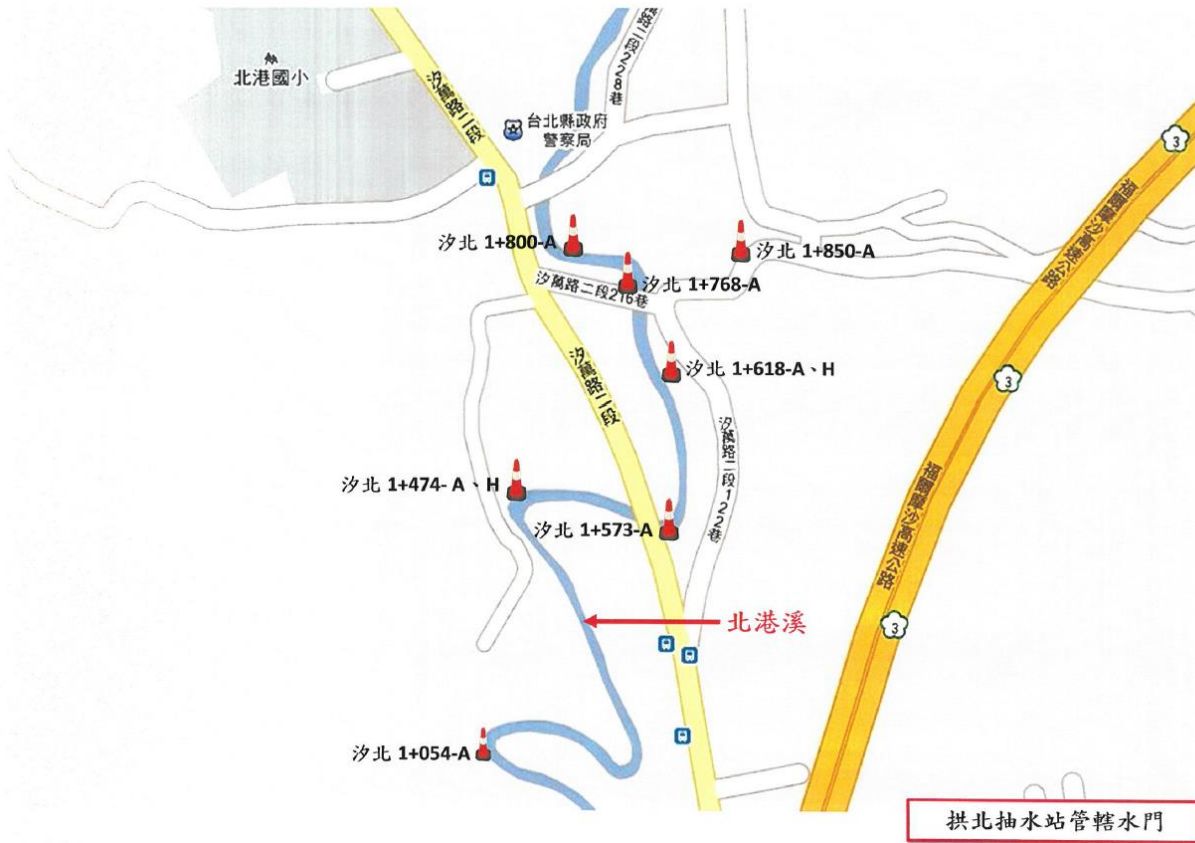 二段228巷
北港國小
汐萬路二段
台北縣政府
警察局
3
汐北 1+800-A
汐北 1+850-A
汐北 1+768-A
汐萬路二段216巷
福爾摩沙高速公路
汐北 1+618-A、H
3
汐萬路二段
汐萬路二段122巷
汐北 1+474- A、H
汐北 1+573-A
福爾摩沙高速公路
北港溪
3
汐北 1+054-A
拱北抽水站管轄水門